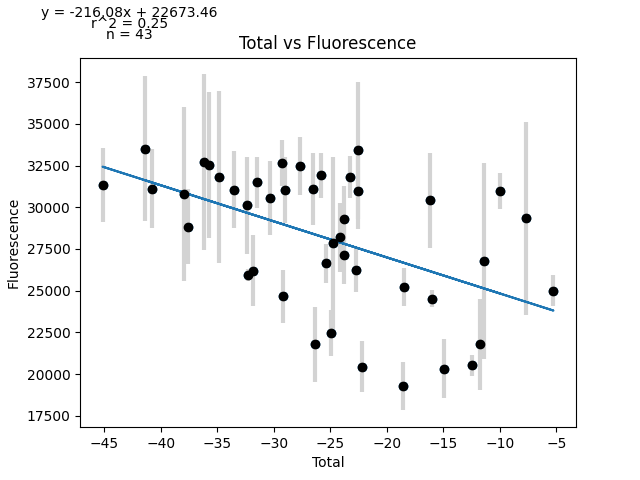 y = -216.08x + 22673.46
r^2 = 0.25
n = 43
Total vs Fluorescence
37500
35000
32500
30000
27500
25000
22500
20000
17500
Fluorescence
−45 −40 −35 −30 −25 −20 −15 −10 −5
Total